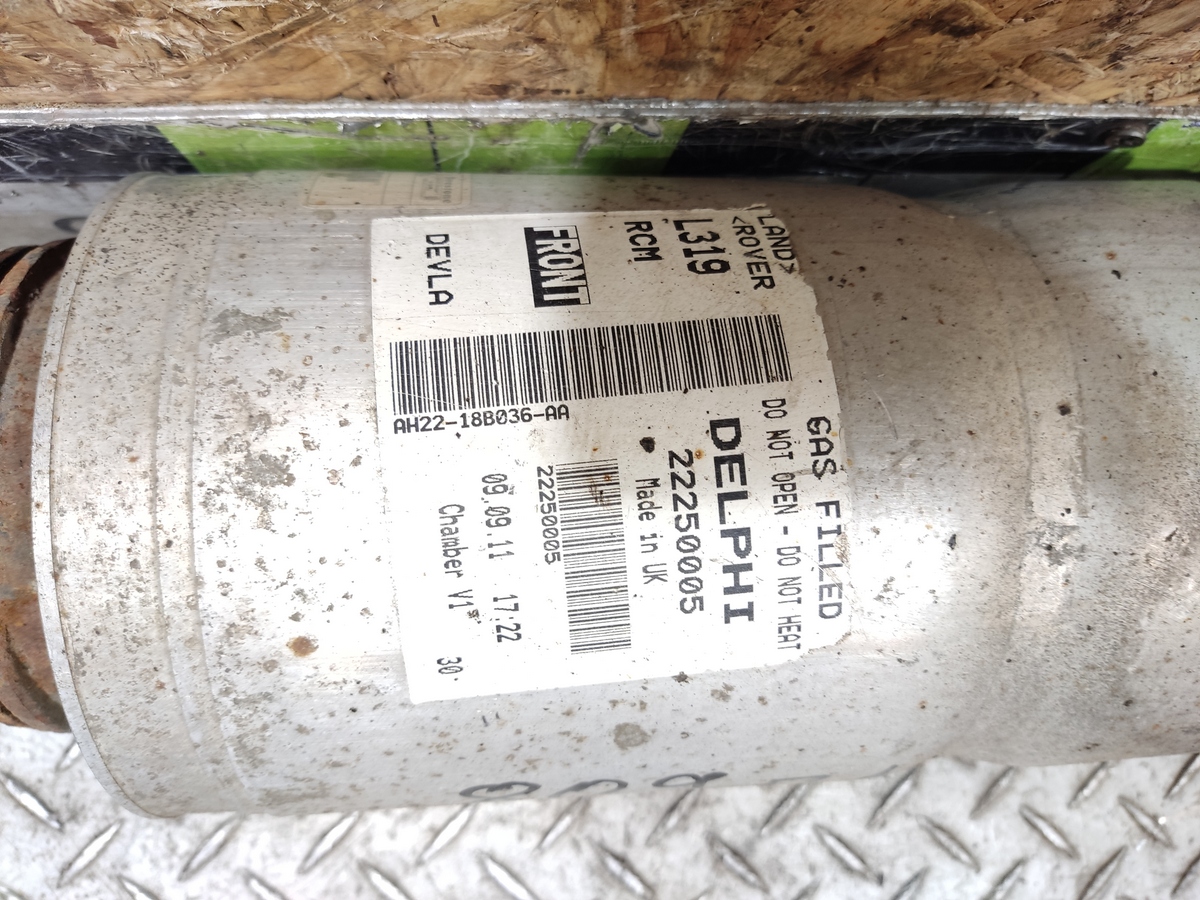 LAND>
<ROVER
L319
RCM
FRONT
DEVLA
AH22-18B036-AA
GAS FILLED
DO NOT OPEN - DO NOT HEAT
DELPHI
22250005
Made in UK
22250005
09.09.11 17:22
Chamber V1 30